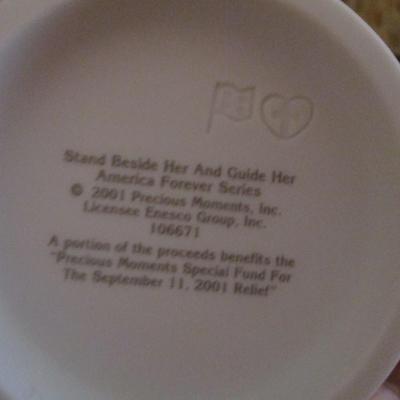 Stand Beside Her And Guide Her
America Forever Series
© 2001 Precious Moments, Inc.
Licensee Enesco Group, Inc.
106671
A portion of the proceeds benefits the
"Precious Moments Special Fund For
The September 11, 2001 Relief"